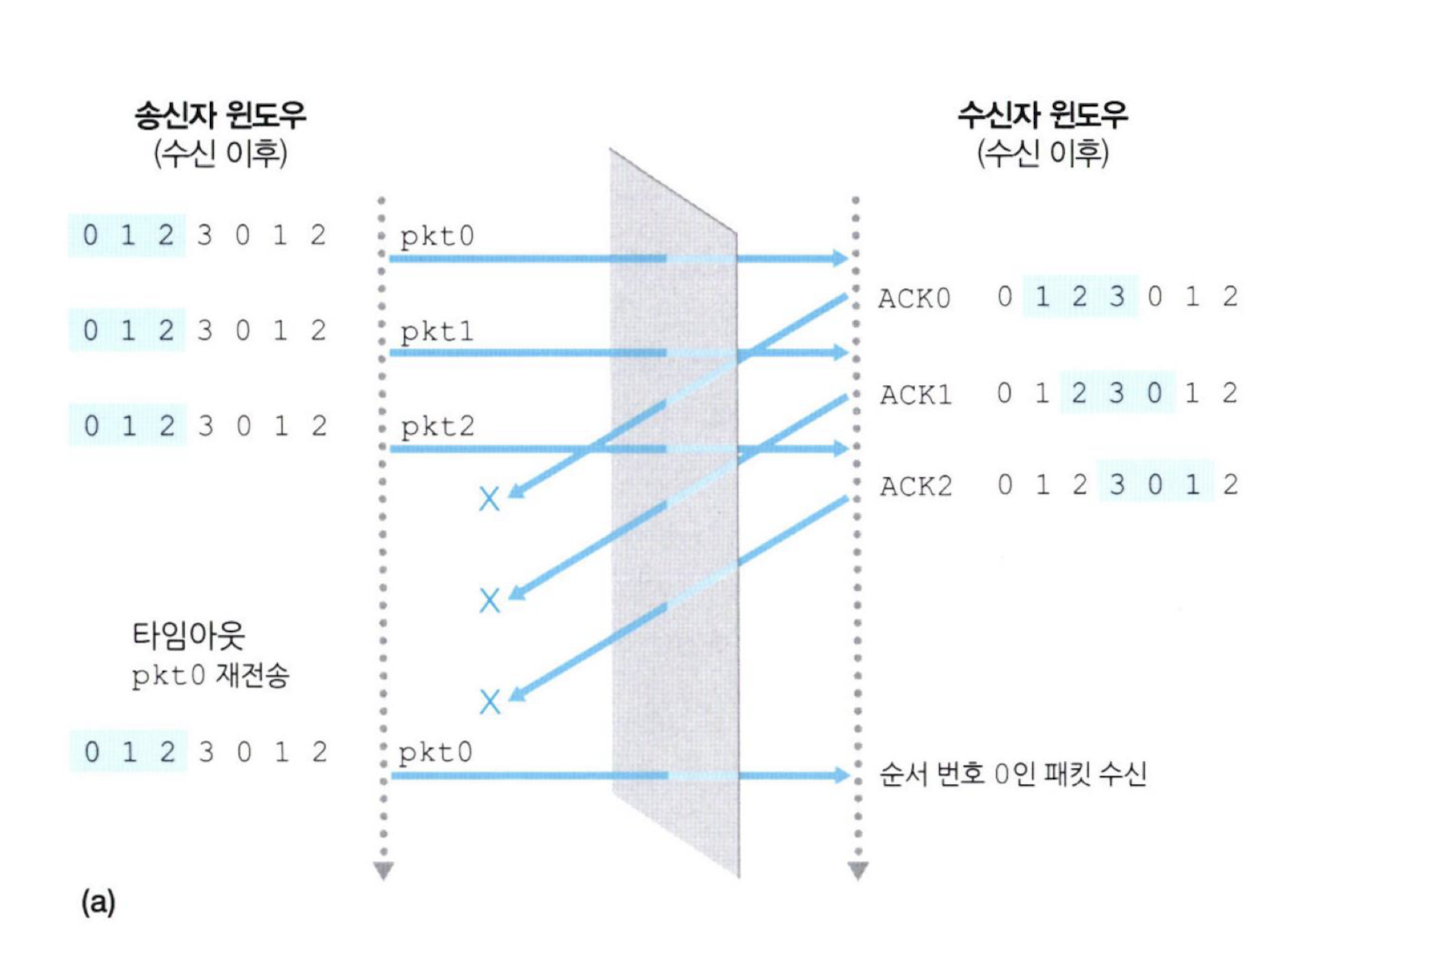 송신자 윈도우
(수신 이후)
수신자 윈도우
(수신 이후)
0 1 2 3 0 1 2
pkt0
ACK0 0 1 2 3 0 1 2
0 1 2 3 0 1 2
pkt1
ACK1 0 1 2 3 0 1 2
0 1 2 3 0 1 2
pkt2
ACK2 0 1 2 3 0 1 2
X
X
타임아웃
pkt0 재전송
X
0 1 2 3 0 1 2
pkt0
순서 번호 0인 패킷 수신
(a)